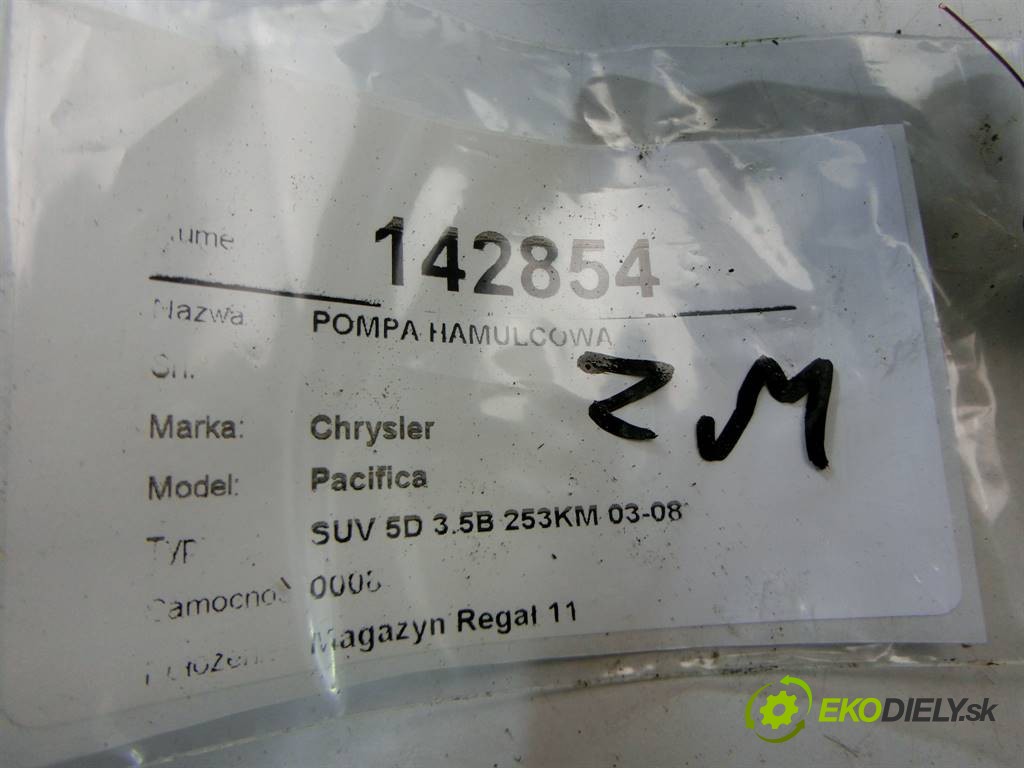 142854
Nazwa: POMPA HAMULCOWA
ZM
Marka: Chrysler
Model: Pacifica
Typ SUV 5D 3.5B 253KM 03-08
Magazyn Regał 11
EKODIELY.sk